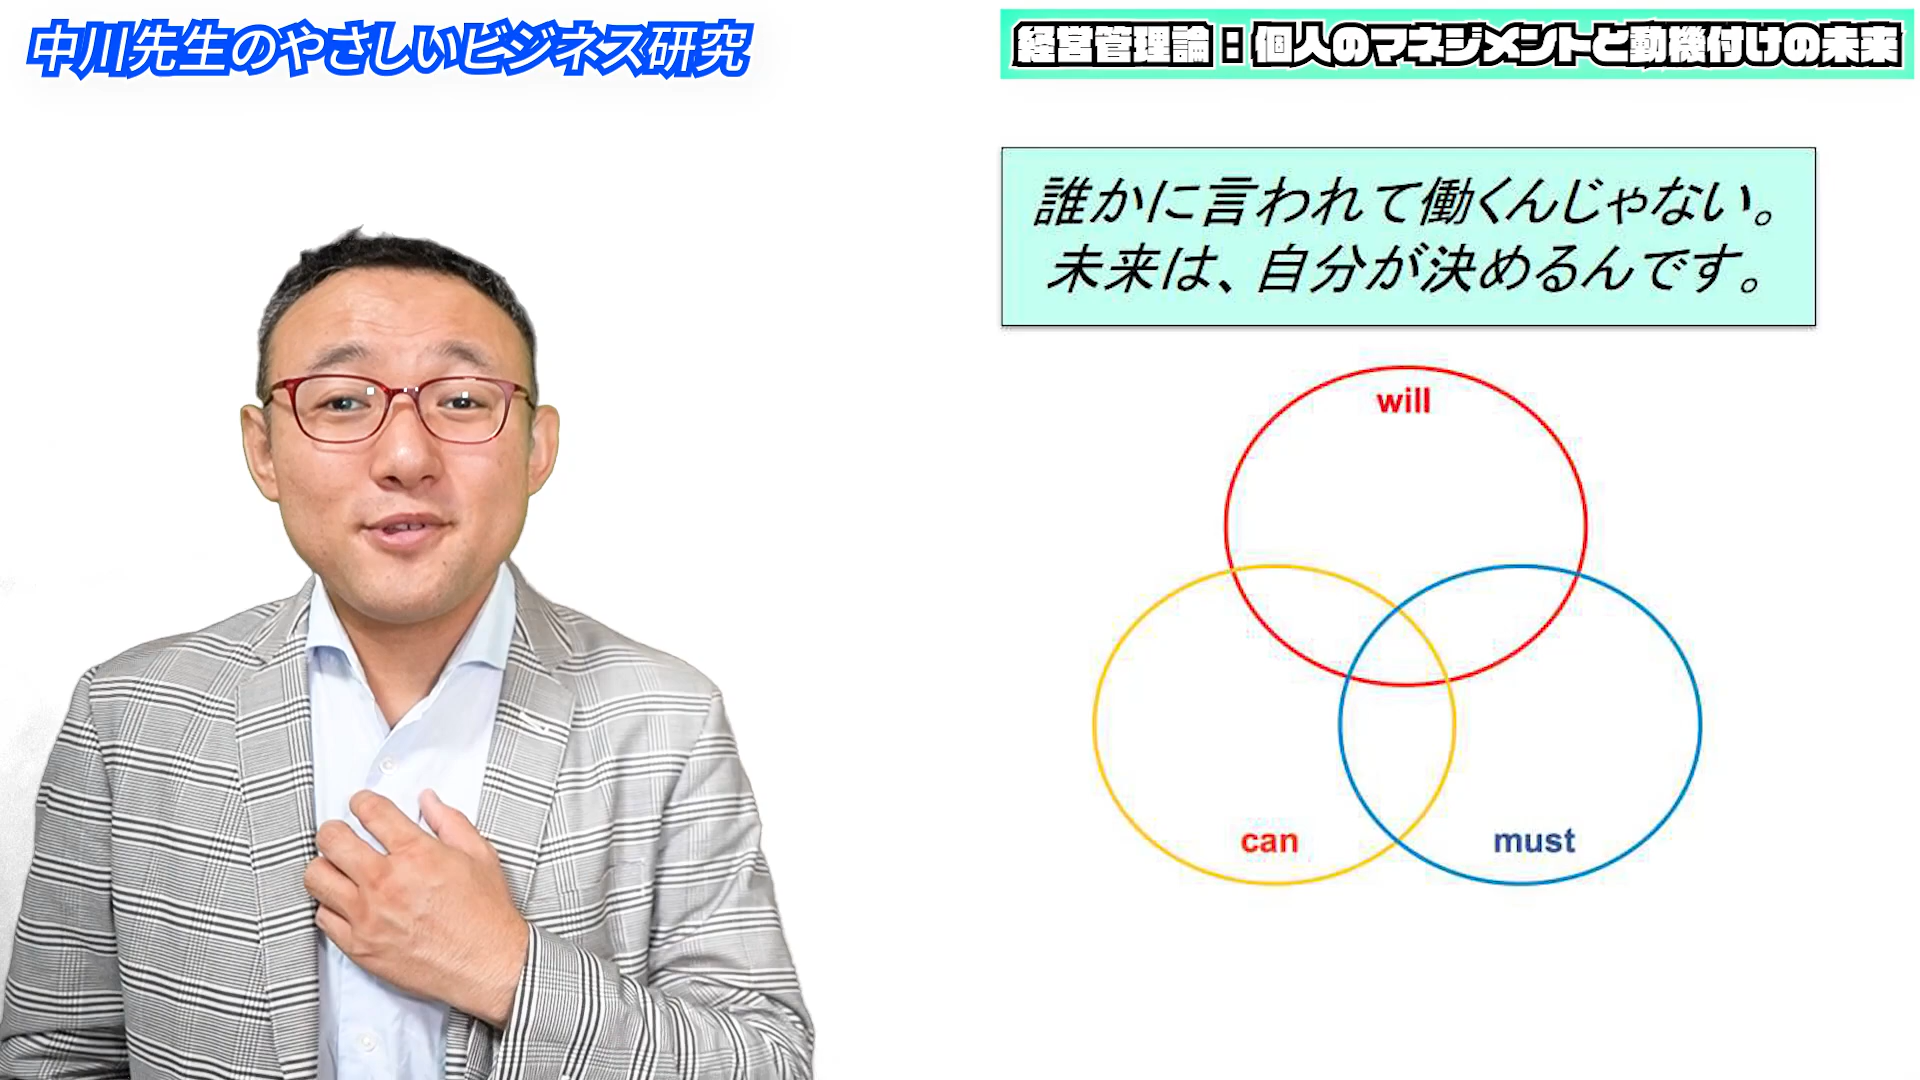 中川先生のやさしいビジネス研究
経営管理論：個人のマネジメントと動機付けの未来
誰かに言われて働くんじゃない。
未来は、自分が決めるんです。
will
can
must